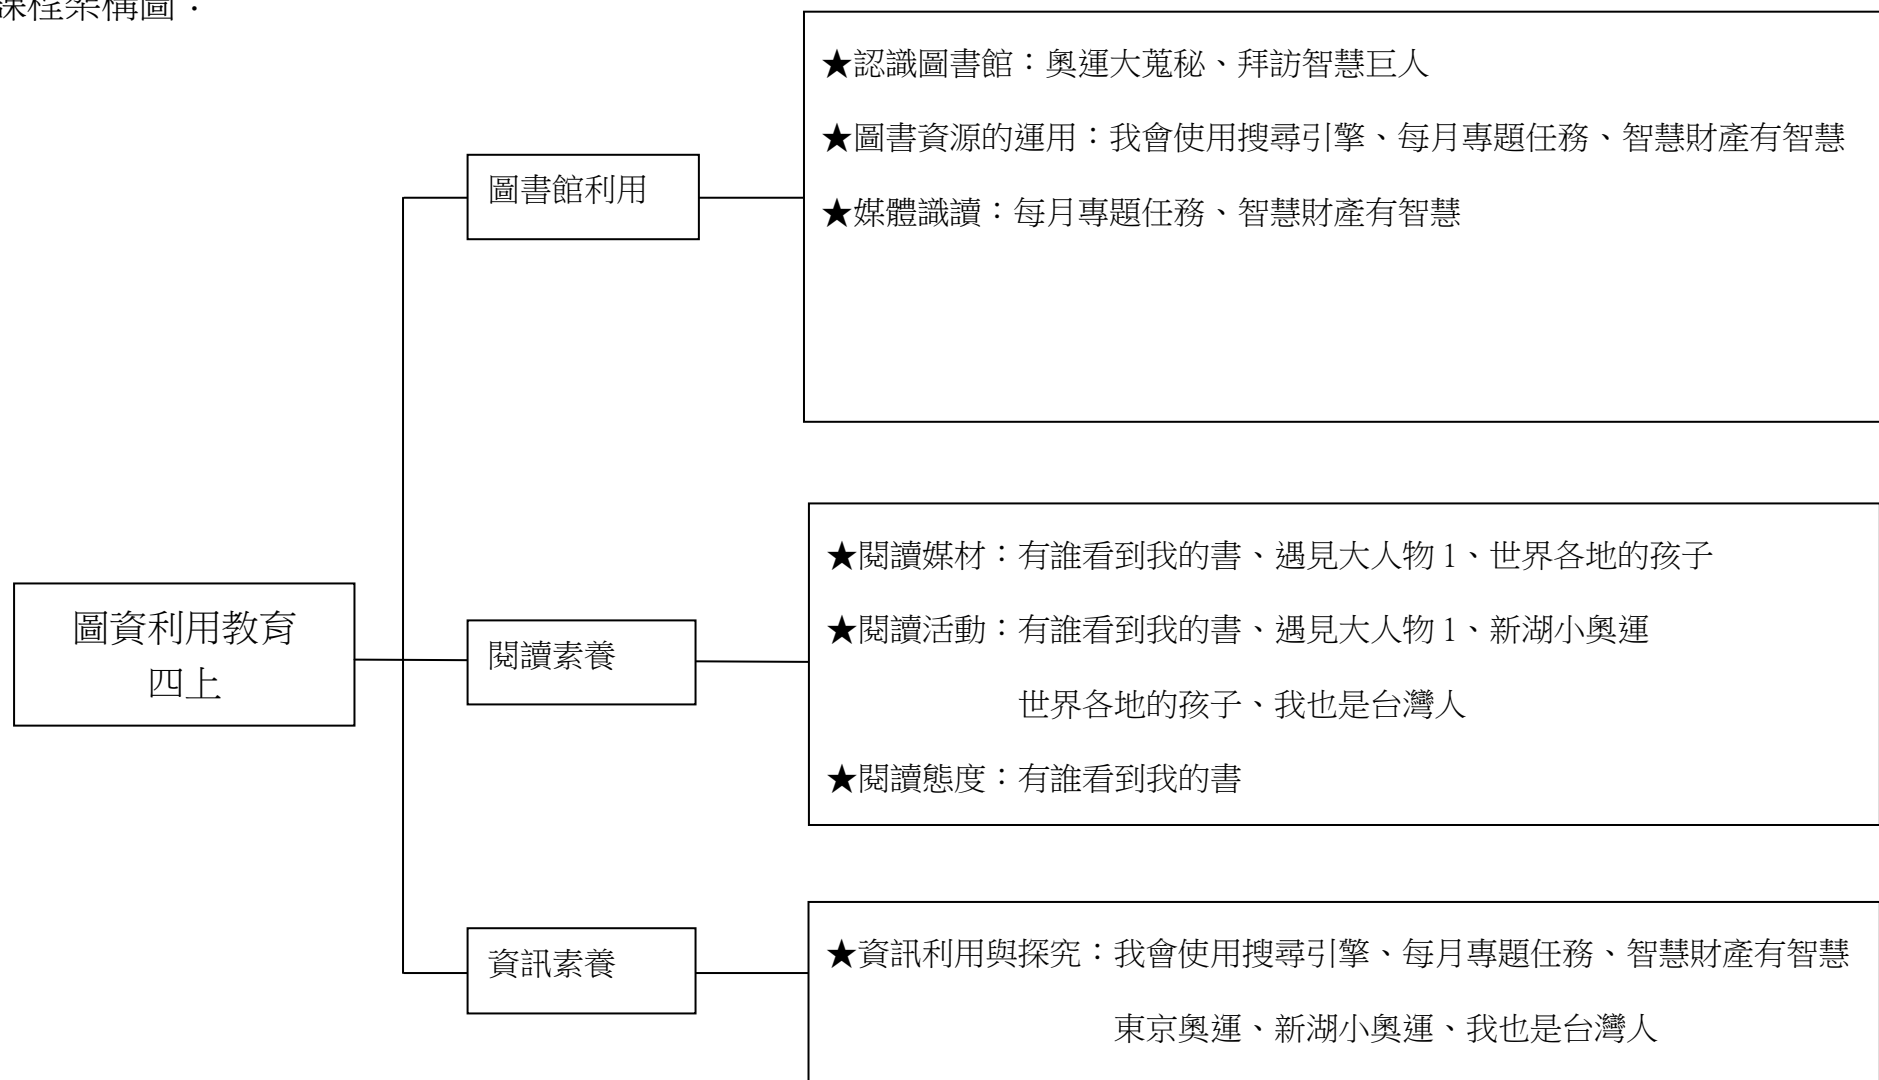 課程架構圖：
★認識圖書館：奧運大蒐秘、拜訪智慧巨人
★圖書資源的運用：我會使用搜尋引擎、每月專題任務、智慧財產有智慧
★媒體識讀：每月專題任務、智慧財產有智慧
圖書館利用
★閱讀媒材：有誰看到我的書、遇見大人物 1、世界各地的孩子
★閱讀活動：有誰看到我的書、遇見大人物 1、新湖小奧運
世界各地的孩子、我也是台灣人
★閱讀態度：有誰看到我的書
閱讀素養
圖資利用教育
四上
資訊素養
★資訊利用與探究：我會使用搜尋引擎、每月專題任務、智慧財產有智慧
東京奧運、新湖小奧運、我也是台灣人